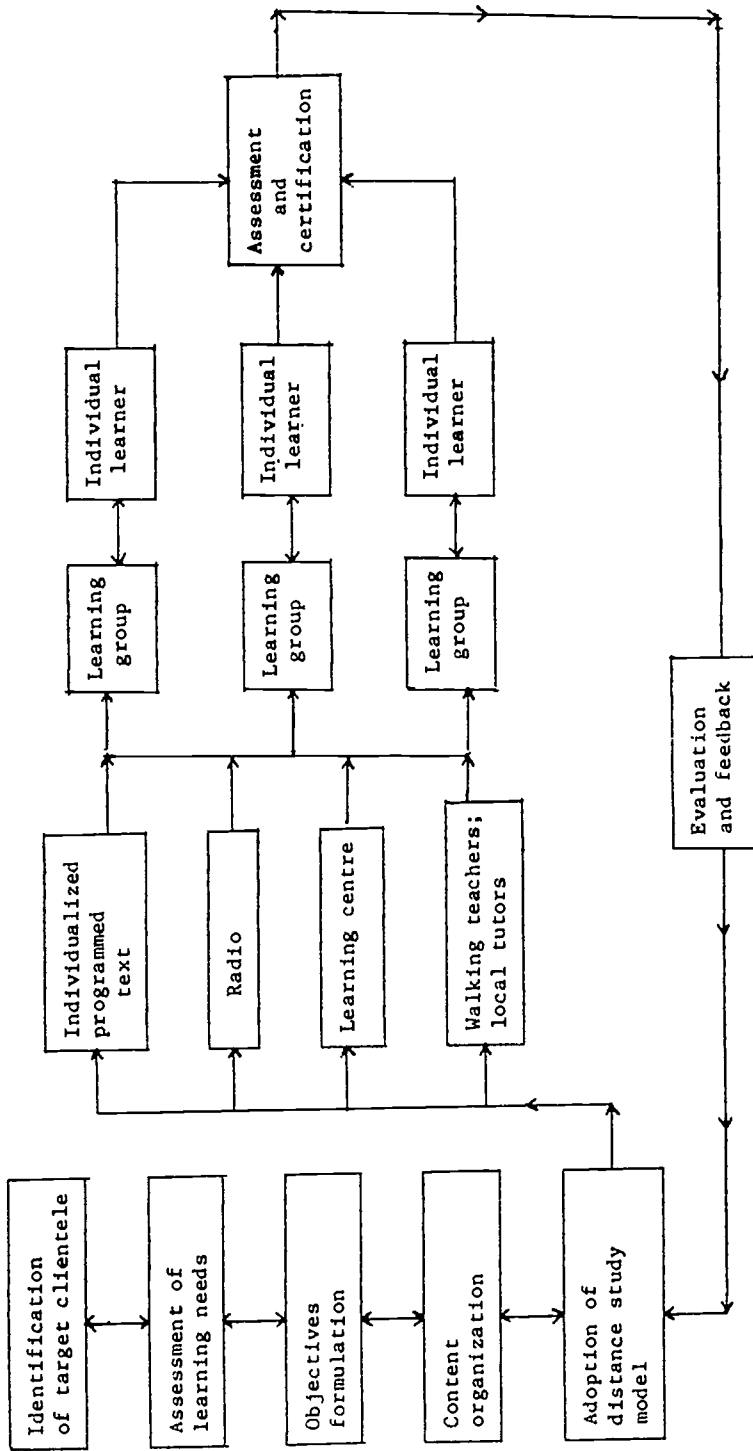 Identification
of target clientele
Assessment of
learning needs
Objectives
formulation
Content
organization
Adoption of
distance study
model
Individualized
programmed
text
Radio
Learning centre
Walking teachers;
local tutors
Learning
group
Learning
group
Learning
group
Individual
learner
Individual
learner
Individual
learner
Assessment
and
certification
Evaluation
and feedback